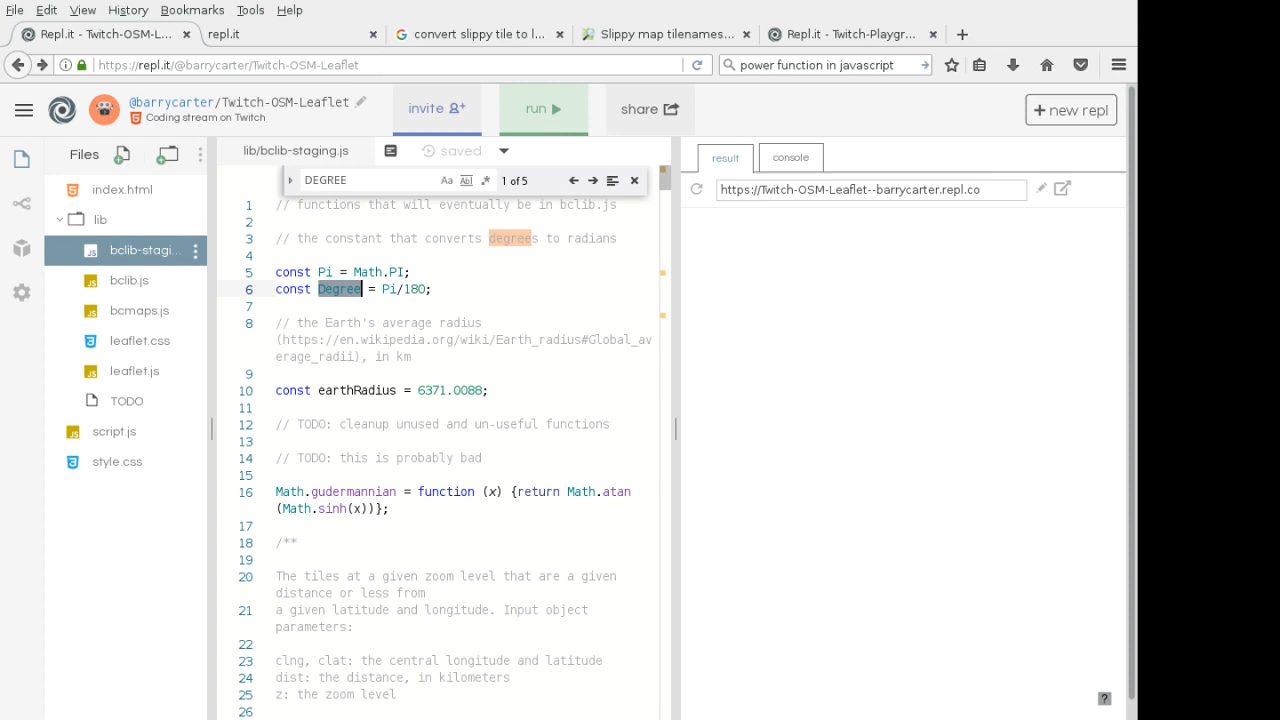 File Edit View History Bookmarks Tools Help
Repl.it - Twitch-OSM-L... × repl.it × convert slippy tile to l... × Slippy map tilenames... × Repl.it - Twitch-Playgr... × +
https://repl.it/@barrycarter/Twitch-OSM-Leaflet power function in javascript
@barrycarter/Twitch-OSM-Leaflet
Coding stream on Twitch
invite run share + new repl
Files
index.html
lib
bclib-stagi...
bclib.js
bcmaps.js
leaflet.css
leaflet.js
TODO
script.js
style.css
lib/bclib-staging.js saved
DEGREE Aa Abl .* 1 of 5
1 // functions that will eventually be in bclib.js
2
3 // the constant that converts degrees to radians
4
5 const Pi = Math.PI;
6 const Degree = Pi/180;
7
8 // the Earth's average radius
(https://en.wikipedia.org/wiki/Earth_radius#Global_av
erage_radii), in km
9
10 const earthRadius = 6371.0088;
11
12 // TODO: cleanup unused and un-useful functions
13
14 // TODO: this is probably bad
15
16 Math.gudermannian = function (x) {return Math.atan
(Math.sinh(x))};
17
18 /**
19
20 The tiles at a given zoom level that are a given
distance or less from
21 a given latitude and longitude. Input object
parameters:
22
23 clng, clat: the central longitude and latitude
24 dist: the distance, in kilometers
25 z: the zoom level
26
result console
https://Twitch-OSM-Leaflet--barrycarter.repl.co
?